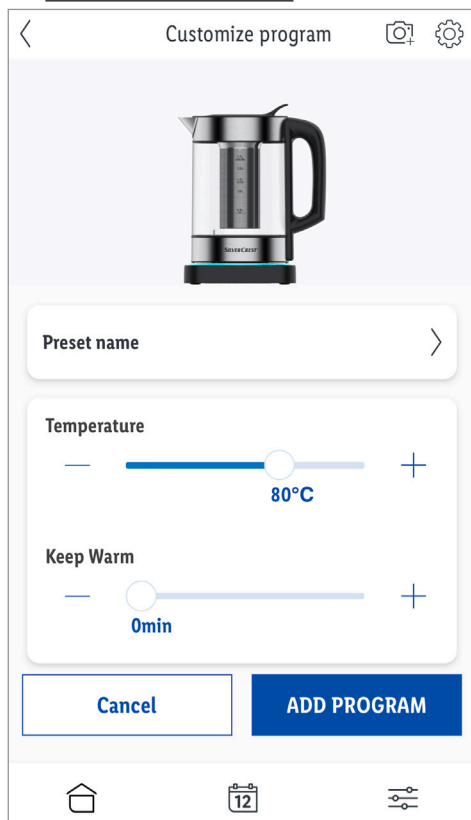 Customize program
SILVERCREST
Preset name
Temperature
80°C
Keep Warm
0min
Cancel
ADD PROGRAM
12